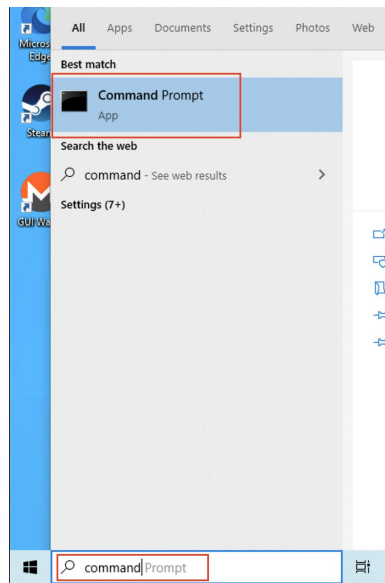 All Apps Documents Settings Photos Web
Micros
Edge
Best match
Command Prompt
App
Steam
Search the web
command - See web results
Settings (7+)
GUI Wa
command Prompt